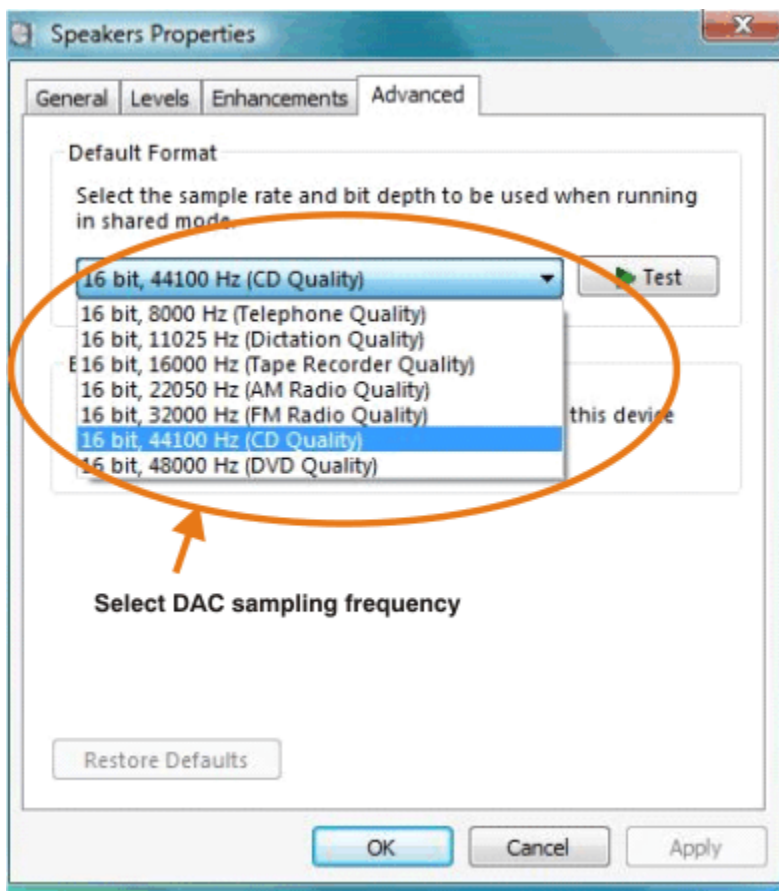 Speakers Properties
General Levels Enhancements Advanced
Default Format
Select the sample rate and bit depth to be used when running
in shared mode.
16 bit, 44100 Hz (CD Quality)
Test
16 bit, 8000 Hz (Telephone Quality)
16 bit, 11025 Hz (Dictation Quality)
16 bit, 16000 Hz (Tape Recorder Quality)
16 bit, 22050 Hz (AM Radio Quality)
16 bit, 32000 Hz (FM Radio Quality)
this device
16 bit, 44100 Hz (CD Quality)
16 bit, 48000 Hz (DVD Quality)
Select DAC sampling frequency
Restore Defaults
OK Cancel Apply